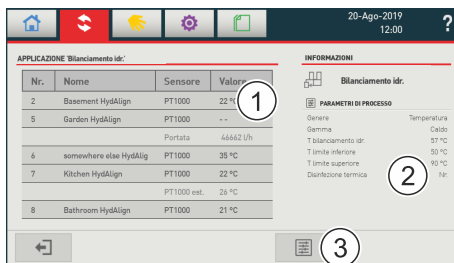 20-Ago-2019
12:00
?
APPLICAZIONE 'Bilanciamento idr.'
Nr. Nome Sensore Valore
2 Basement HydAlign PT1000 22 °C
5 Garden HydAlign PT1000 --
Portata 46662 l/h
6 somewhere else HydAlig PT1000 35 °C
7 Kitchen HydAlign PT1000 22 °C
PT1000 est. 26 °C
8 Bathroom HydAlign PT1000 21 °C
1
INFORMAZIONI
Bilanciamento idr.
PARAMETRI DI PROCESSO
Genere Temperatura
Gamma Caldo
T bilanciamento idr. 57 °C
T limite inferiore 50 °C
T limite superiore 90 °C
Disinfezione termica Nr.
2
3